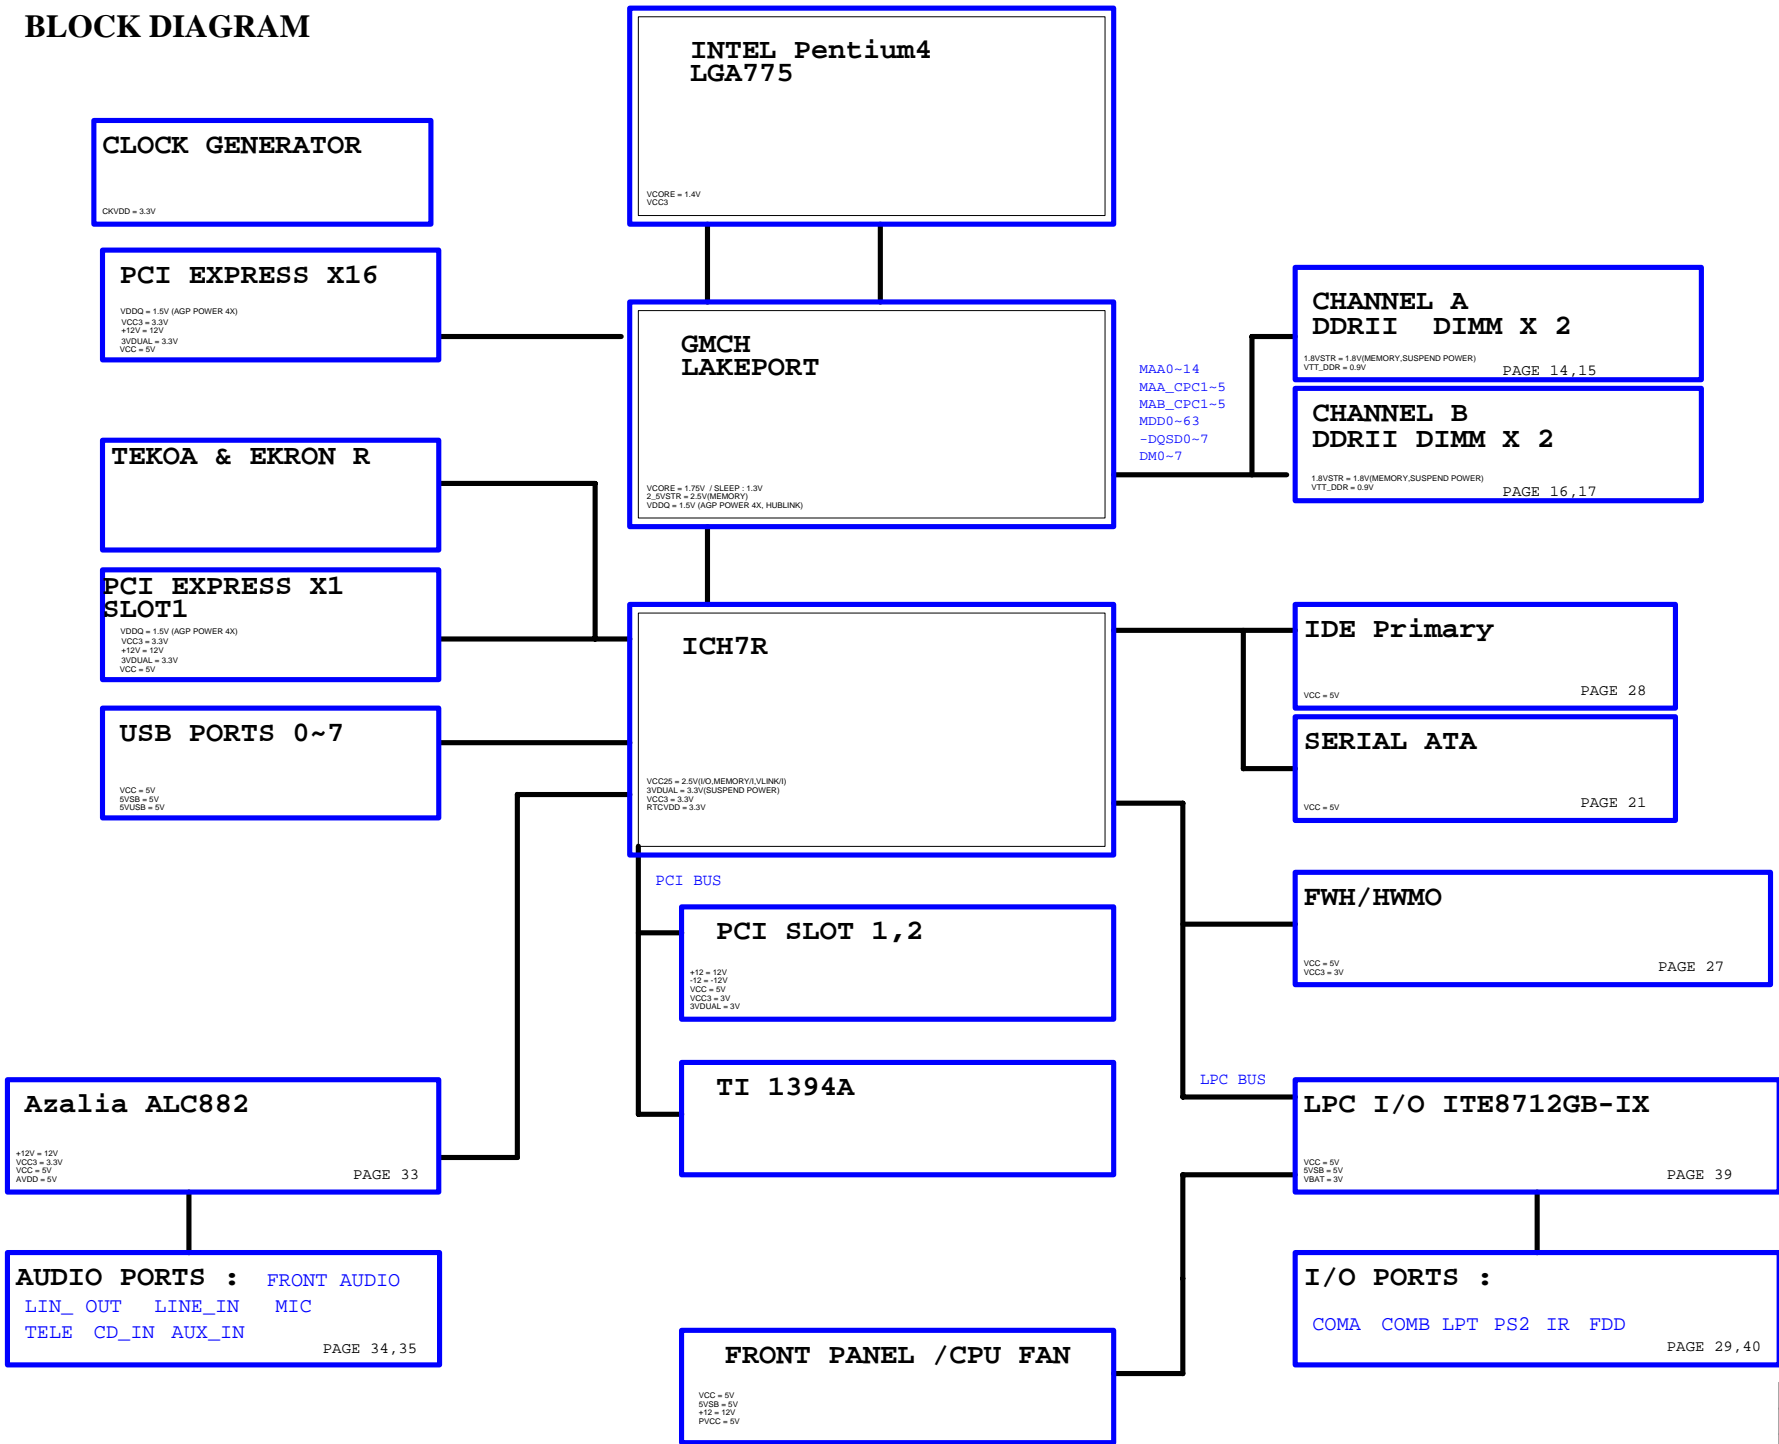 BLOCK DIAGRAM
INTEL Pentium4
LGA775
VCORE = 1.4V
VCC3
CLOCK GENERATOR
CKVDD = 3.3V
PCI EXPRESS X16
VDDQ = 1.5V (AGP POWER 4X)
VCC3 = 3.3V
+12V = 12V
3VDUAL = 3.3V
VCC = 5V
GMCH
LAKEPORT
VCORE = 1.75V / SLEEP : 1.3V
2_5VSTR = 2.5V(MEMORY)
VDDQ = 1.5V (AGP POWER 4X, HUBLINK)
MAA0~14
MAA_CPC1~5
MAB_CPC1~5
MDD0~63
-DQSD0~7
DM0~7
CHANNEL A
DDRII DIMM X 2
1.8VSTR = 1.8V(MEMORY,SUSPEND POWER)
VTT_DDR = 0.9V
PAGE 14,15
CHANNEL B
DDRII DIMM X 2
1.8VSTR = 1.8V(MEMORY,SUSPEND POWER)
VTT_DDR = 0.9V
PAGE 16,17
TEKOA & EKRON R
PCI EXPRESS X1
SLOT1
VDDQ = 1.5V (AGP POWER 4X)
VCC3 = 3.3V
+12V = 12V
3VDUAL = 3.3V
VCC = 5V
USB PORTS 0~7
VCC = 5V
5VSB = 5V
5VUSB = 5V
ICH7R
VCC25 = 2.5V(I/O,MEMORY/I,VLINK/I)
3VDUAL = 3.3V(SUSPEND POWER)
VCC3 = 3.3V
RTCVDD = 3.3V
IDE Primary
VCC = 5V
PAGE 28
SERIAL ATA
VCC = 5V
PAGE 21
PCI BUS
PCI SLOT 1,2
+12 = 12V
-12 = -12V
VCC = 5V
VCC3 = 3V
3VDUAL = 3V
FWH/HWMO
VCC = 5V
VCC3 = 3V
PAGE 27
TI 1394A
LPC BUS
LPC I/O ITE8712GB-IX
VCC = 5V
5VSB = 5V
VBAT = 3V
PAGE 39
Azalia ALC882
+12V = 12V
VCC3 = 3.3V
VCC = 5V
AVDD = 5V
PAGE 33
AUDIO PORTS : FRONT AUDIO
LIN_ OUT LINE_IN MIC
TELE CD_IN AUX_IN
PAGE 34,35
FRONT PANEL /CPU FAN
VCC = 5V
5VSB = 5V
+12 = 12V
PVCC = 5V
I/O PORTS :
COMA COMB LPT PS2 IR FDD
PAGE 29,40